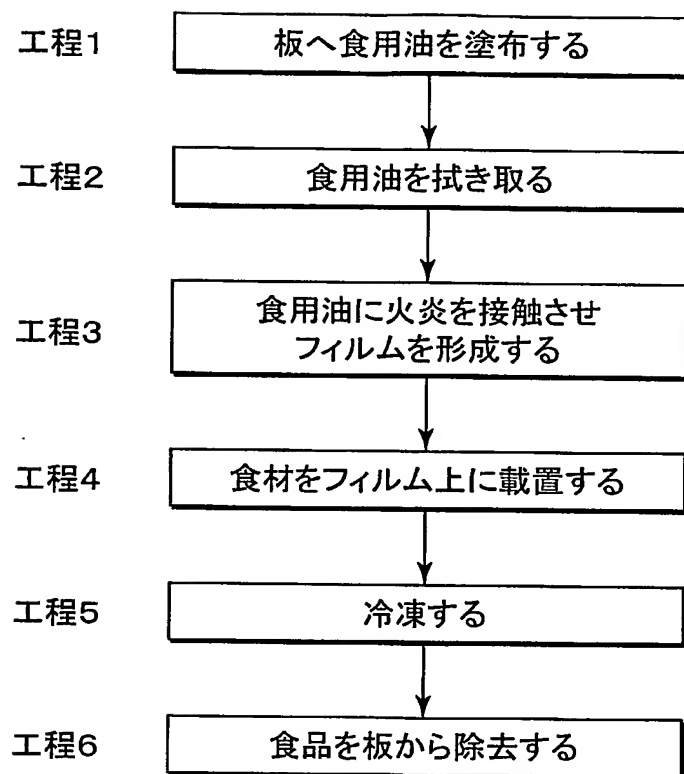 工程1
板へ食用油を塗布する
工程2
食用油を拭き取る
工程3
食用油に火炎を接触させ
フィルムを形成する
工程4
食材をフィルム上に載置する
工程5
冷凍する
工程6
食品を板から除去する